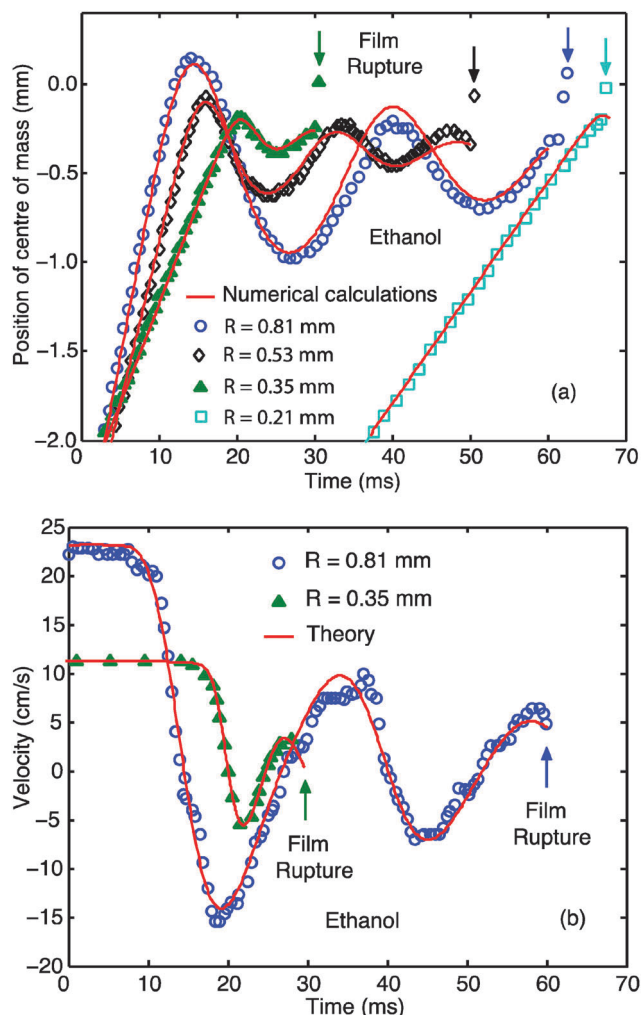 (a)
Film
Rupture
0.0
−0.5
−1.0
−1.5
−2.0
Position of centre of mass (mm)
Ethanol
Numerical calculations
R = 0.81 mm
R = 0.53 mm
R = 0.35 mm
R = 0.21 mm
(a)
0
10
20
30
40
50
60
70
Time (ms)
(b)
25
20
15
10
5
0
−5
−10
−15
−20
Velocity (cm/s)
R = 0.81 mm
R = 0.35 mm
Theory
Film
Rupture
Film
Rupture
Ethanol
(b)
0
10
20
30
40
50
60
70
Time (ms)